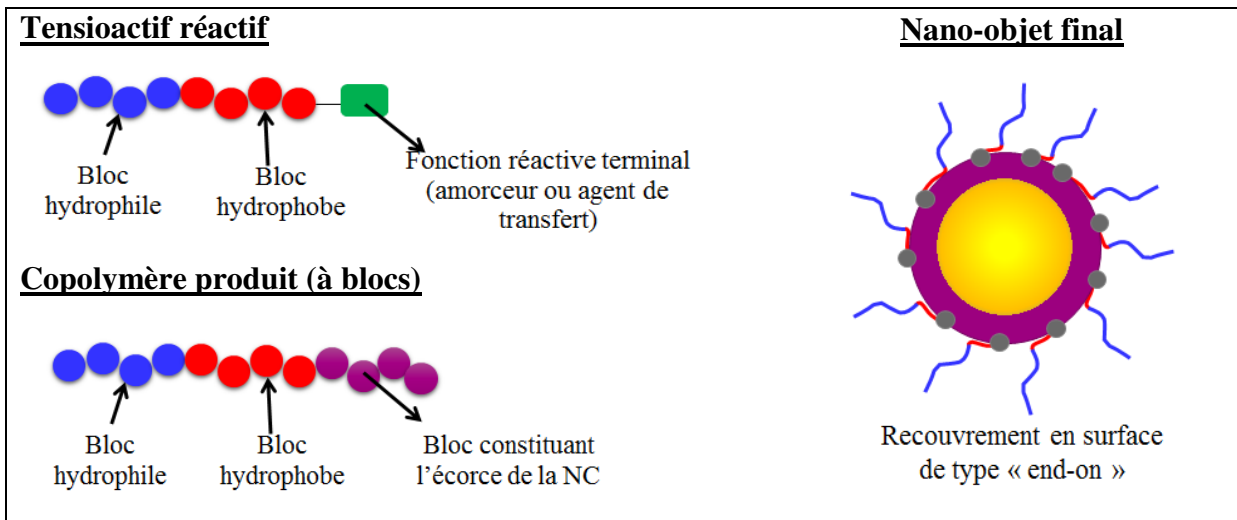 Tensioactif réactif
Bloc
hydrophile
Bloc
hydrophobe
Fonction réactive terminal
(amorceur ou agent de
transfert)
Copolymère produit (à blocs)
Bloc
hydrophile
Bloc
hydrophobe
Bloc constituant
l'écorce de la NC
Nano-objet final
Recouvrement en surface
de type « end-on »